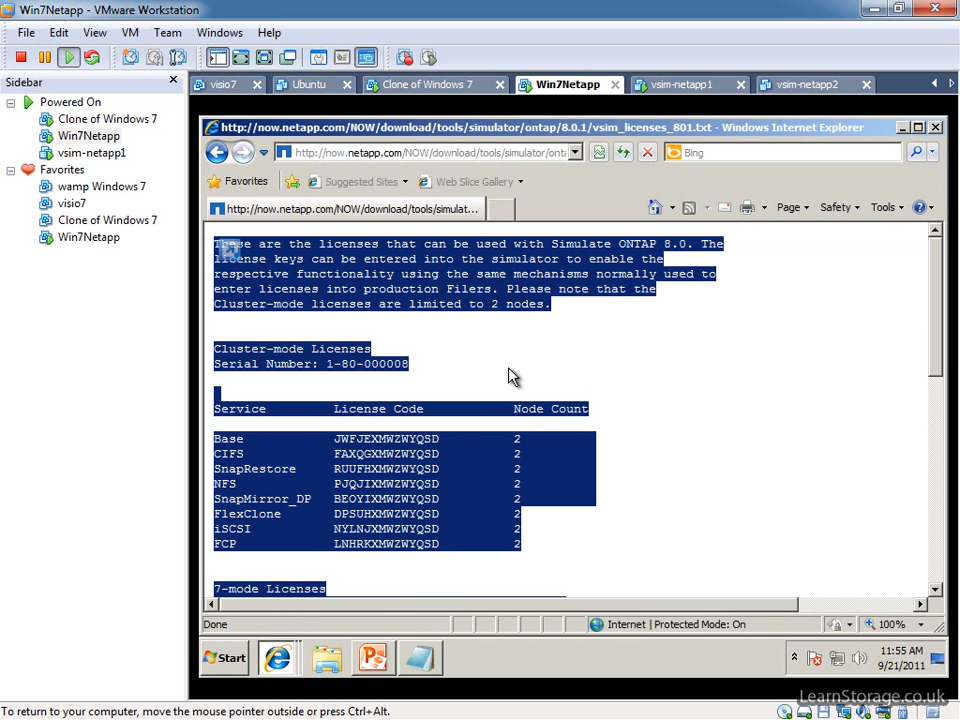 Win7Netapp - VMware Workstation
File Edit View VM Team Windows Help
Sidebar
Powered On
Clone of Windows 7
Win7Netapp
vsim-netapp1
Favorites
wamp Windows 7
visio7
Clone of Windows 7
Win7Netapp
visio7 Ubuntu Clone of Windows 7 Win7Netapp vsim-netapp1 vsim-netapp2
http://now.netapp.com/NOW/download/tools/simulator/ontap/8.0.1/vsim_licenses_801.txt - Windows Internet Explorer
http://now.netapp.com/NOW/download/tools/simulator/onta Bing
Favorites Suggested Sites Web Slice Gallery
http://now.netapp.com/NOW/download/tools/simulat... Page Safety Tools
These are the licenses that can be used with Simulate ONTAP 8.0. The
license keys can be entered into the simulator to enable the
respective functionality using the same mechanisms normally used to
enter licenses into production Filers. Please note that the
Cluster-mode licenses are limited to 2 nodes.
Cluster-mode Licenses
Serial Number: 1-80-000008
Service License Code Node Count
Base JWFJEXMWZWYQSD 2
CIFS FAXQGXMWZWYQSD 2
SnapRestore RUUFHXMWZWYQSD 2
NFS PJQJIXMWZWYQSD 2
SnapMirror_DP BEOYIXMWZWYQSD 2
FlexClone DPSUHXMWZWYQSD 2
iSCSI NYLNJXMWZWYQSD 2
FCP LNHRKXMWZWYQSD 2
7-mode Licenses
Done Internet | Protected Mode: On 100%
Start 11:55 AM
9/21/2011
LearnStorage.co.uk
To return to your computer, move the mouse pointer outside or press Ctrl+Alt.